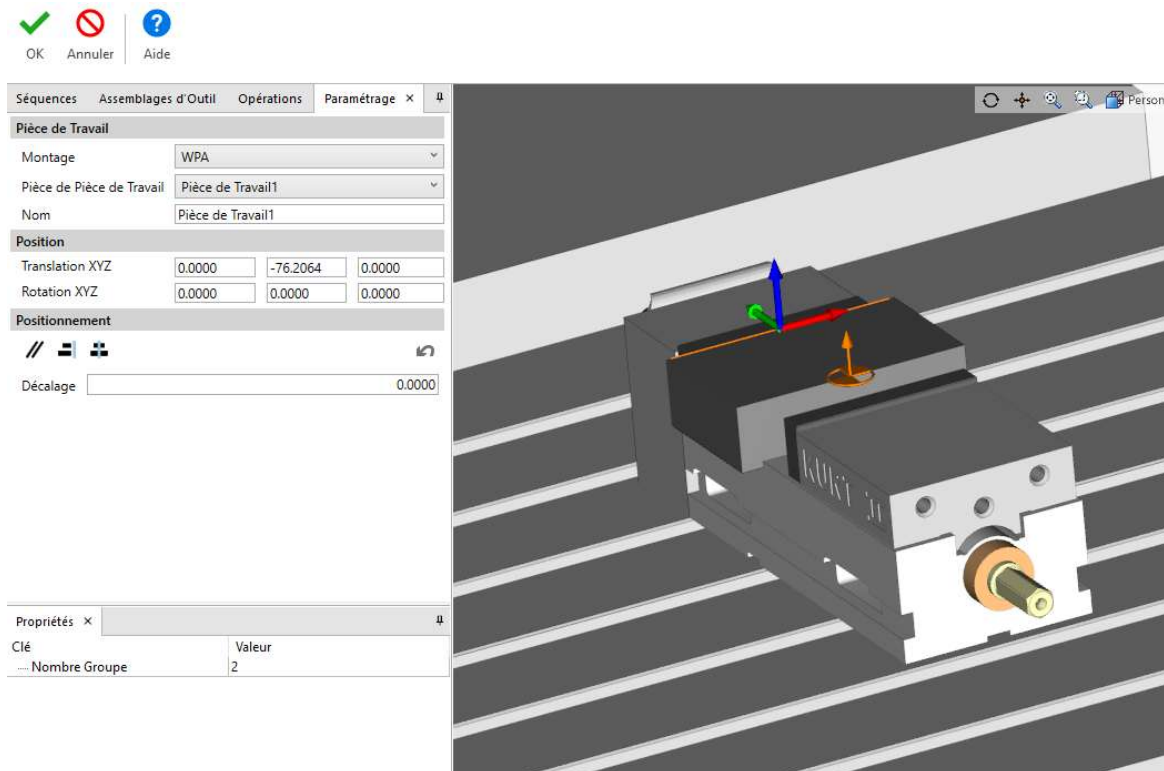 OK Annuler Aide
Séquences Assemblages d'Outil Opérations Paramétrage ×
Person
Pièce de Travail
Montage WPA
Pièce de Pièce de Travail Pièce de Travail1
Nom Pièce de Travail1
Position
Translation XYZ 0.0000 -76.2064 0.0000
Rotation XYZ 0.0000 0.0000 0.0000
Positionnement
Décalage 0.0000
Propriétés ×
Clé Valeur
Nombre Groupe 2